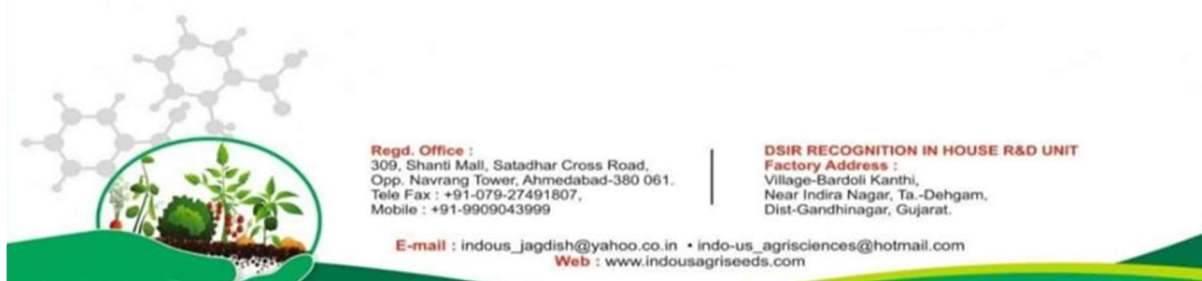 Regd. Office :
309, Shanti Mall, Satadhar Cross Road,
Opp. Navrang Tower, Ahmedabad-380 061.
Tele Fax : +91-079-27491807,
Mobile : +91-9909043999
DSIR RECOGNITION IN HOUSE R&D UNIT
Factory Address :
Village-Bardoli Kanthi,
Near Indira Nagar, Ta.-Dehgam,
Dist-Gandhinagar, Gujarat.
E-mail : indous_jagdish@yahoo.co.in • indo-us_agrisciences@hotmail.com
Web : www.indousagriseeds.com